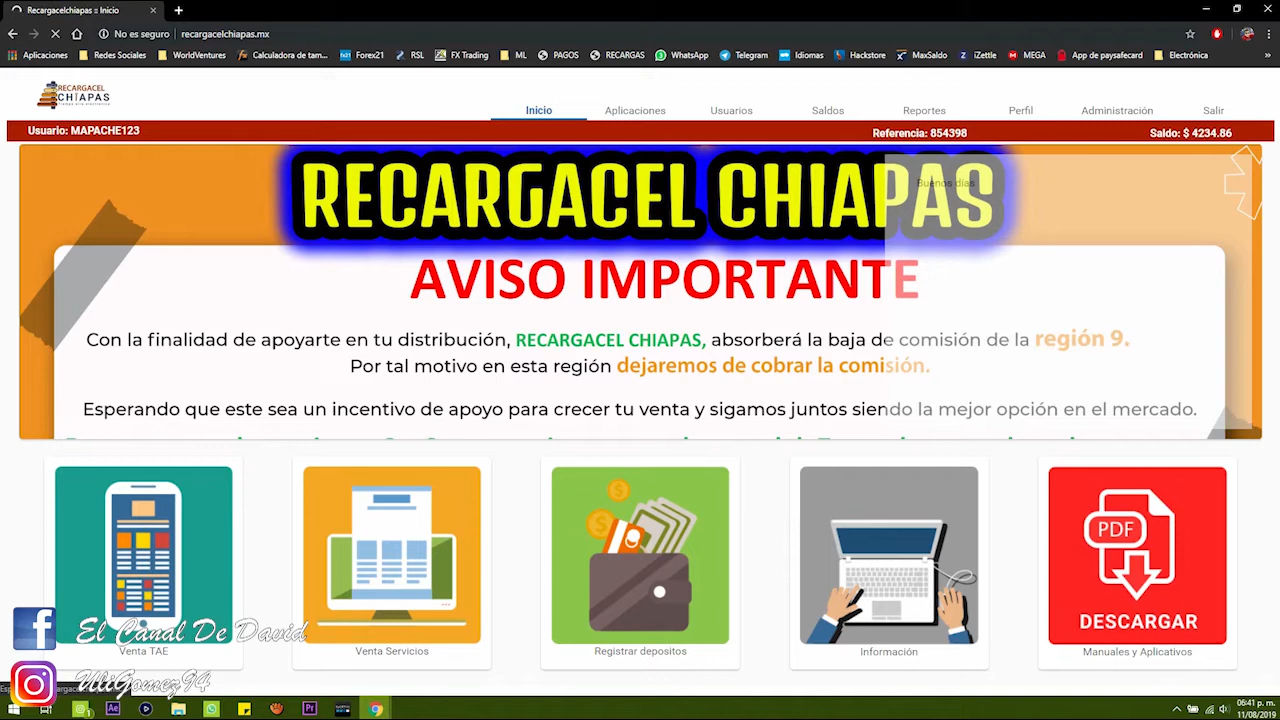 Recargacelchiapas :: Inicio
No es seguro
recargacelchiapas.mx
Aplicaciones
Redes Sociales
WorldVentures
Calculadora de tam...
Forex21
RSL
FX Trading
ML
PAGOS
RECARGAS
WhatsApp
Telegram
Idiomas
Hackstore
MaxSaldo
iZettle
MEGA
App de paysafecard
Electrónica
RECARGACEL
CHIAPAS
Inicio
Aplicaciones
Usuarios
Saldos
Reportes
Perfil
Administración
Salir
Usuario: MAPACHE123
Referencia: 854398
Saldo: $ 4234.86
RECARGACEL CHIAPAS
Buenos días
AVISO IMPORTANTE
Con la finalidad de apoyarte en tu distribución, RECARGACEL CHIAPAS, absorberá la baja de comisión de la región 9.
Por tal motivo en esta región dejaremos de cobrar la comisión.
Esperando que este sea un incentivo de apoyo para crecer tu venta y sigamos juntos siendo la mejor opción en el mercado.
PDF
DESCARGAR
Venta TAE
Venta Servicios
Registrar depositos
Información
Manuales y Aplicativos
El Canal De David
UliGomez94
06:41 p. m.
11/08/2019